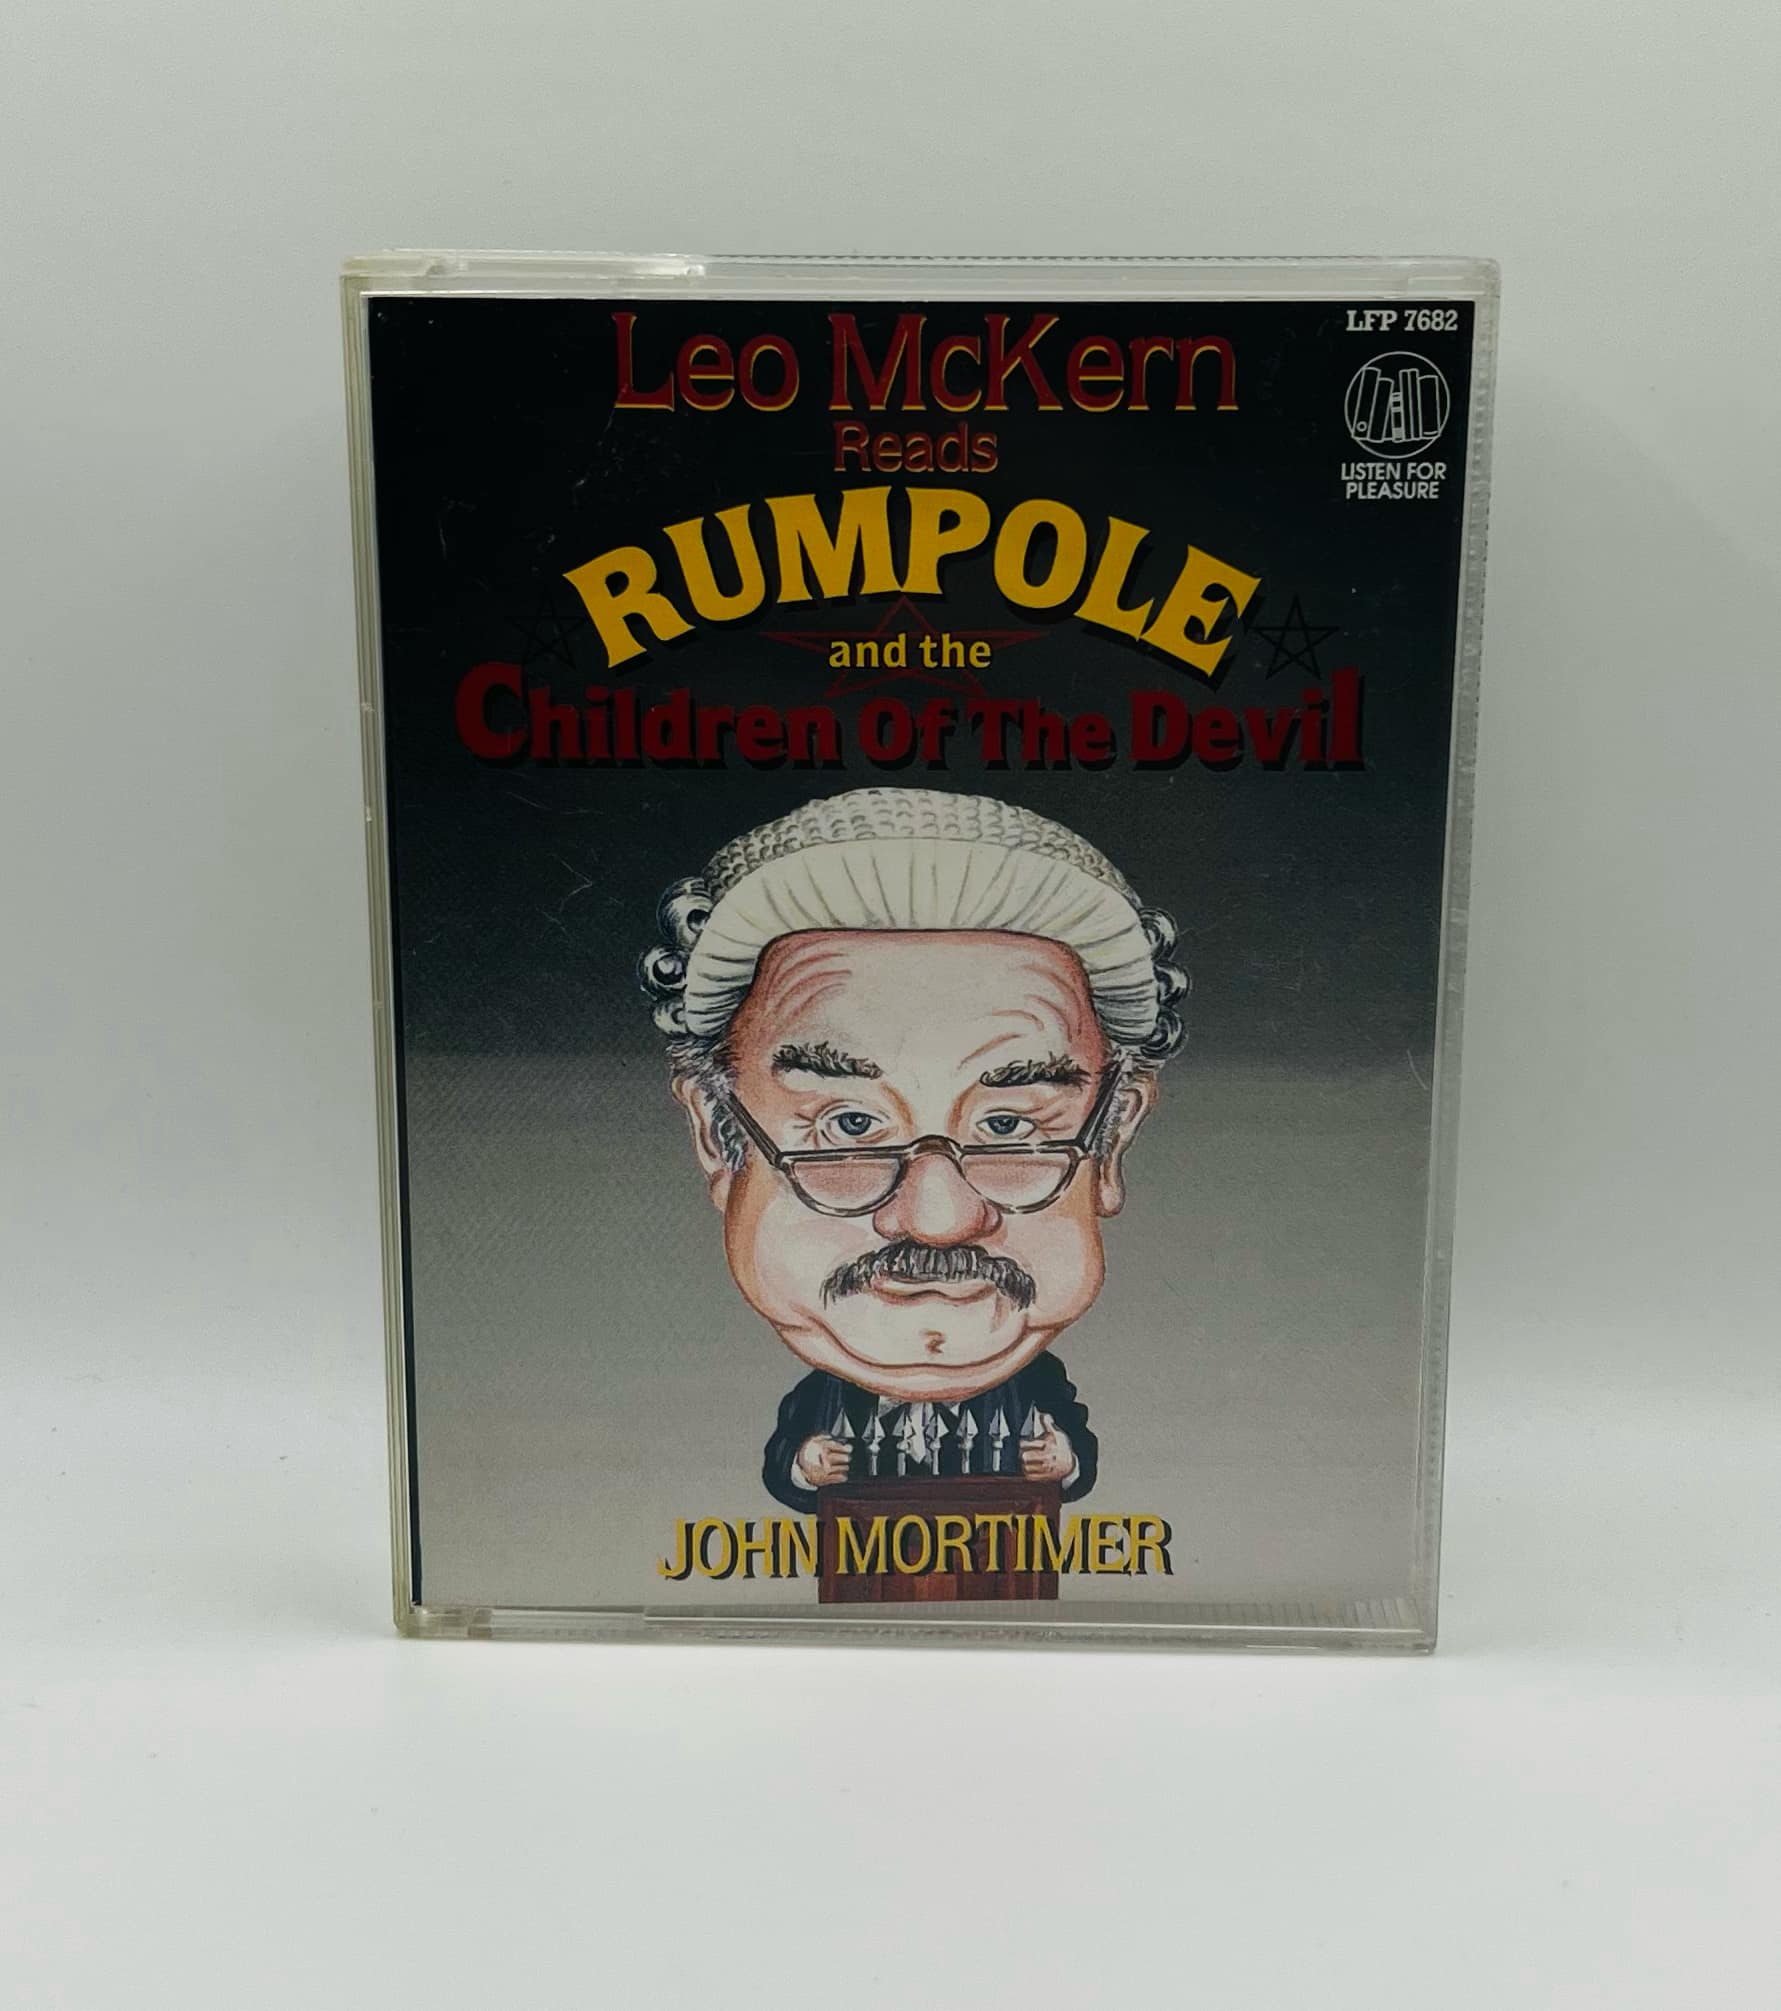 Leo McKern
Reads
RUMPOLE
and the
Children Of The Devil
LFP 7682
LISTEN FOR
PLEASURE
JOHN MORTIMER